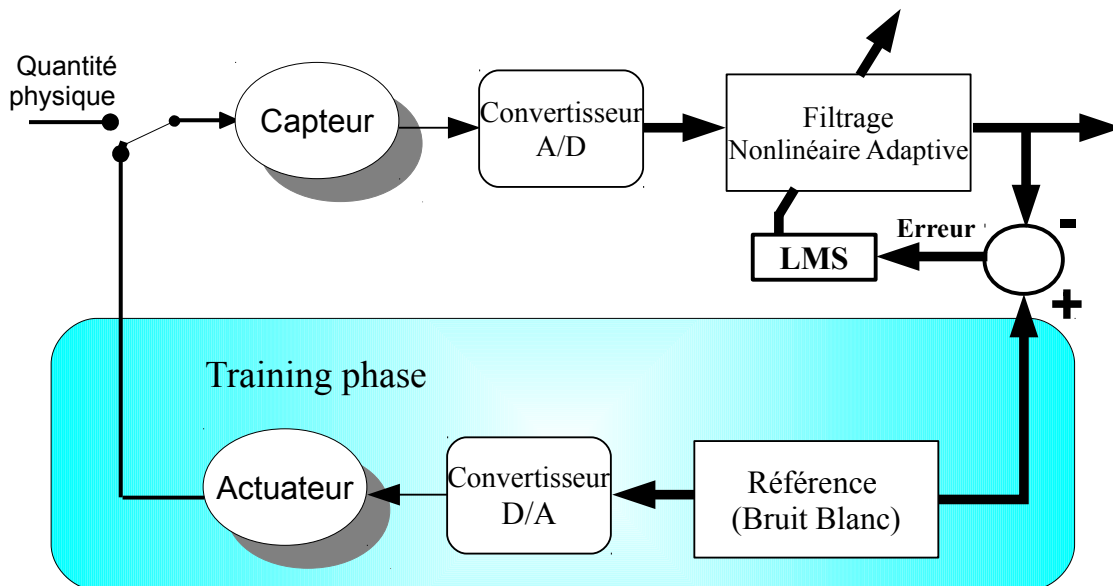 Quantité
physique
Capteur
Convertisseur
A/D
Filtrage
Nonlinéaire Adaptive
-
Erreur
LMS
+
Training phase
Actuateur
Convertisseur
D/A
Référence
(Bruit Blanc)